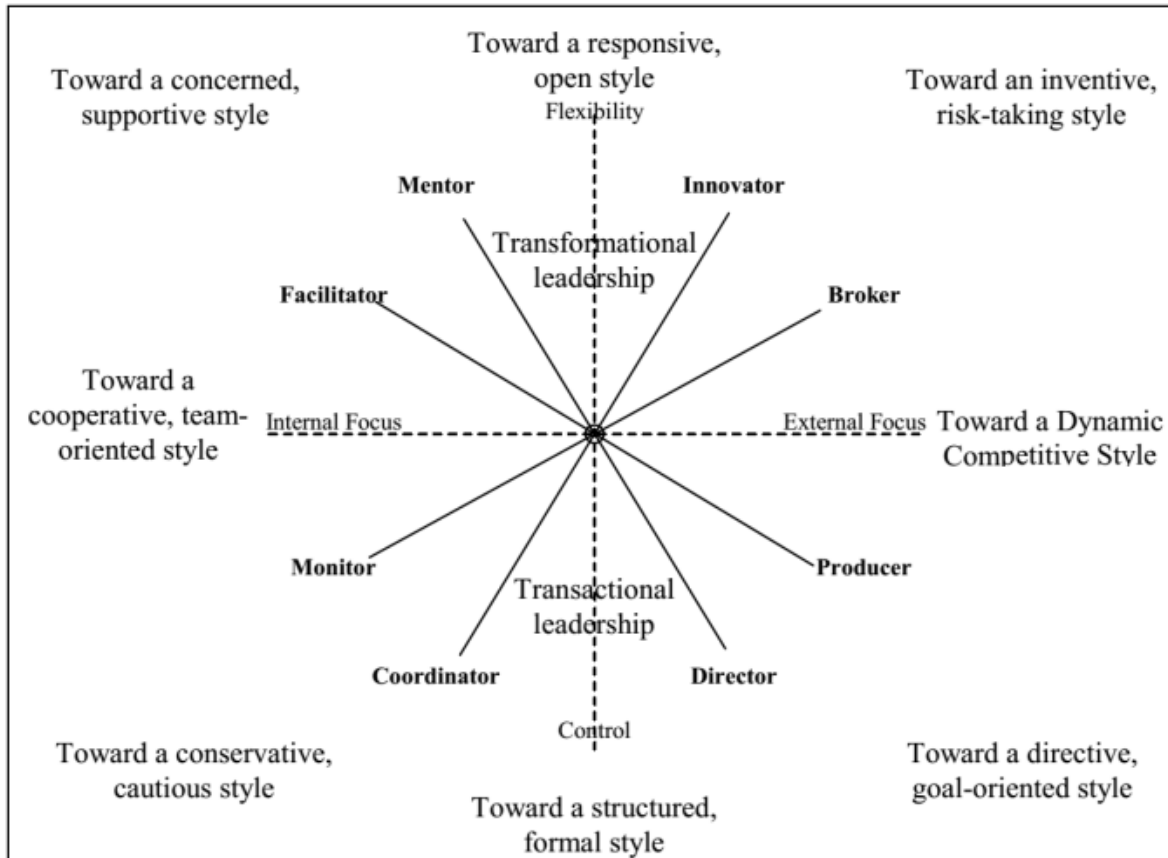 Toward a responsive,
open style
Flexibility
Toward a concerned,
supportive style
Toward an inventive,
risk-taking style
Mentor
Innovator
Transformational
leadership
Facilitator
Broker
Toward a
cooperative, team-
oriented style
Internal Focus
External Focus
Toward a Dynamic
Competitive Style
Monitor
Producer
Transactional
leadership
Coordinator
Director
Control
Toward a conservative,
cautious style
Toward a directive,
goal-oriented style
Toward a structured,
formal style